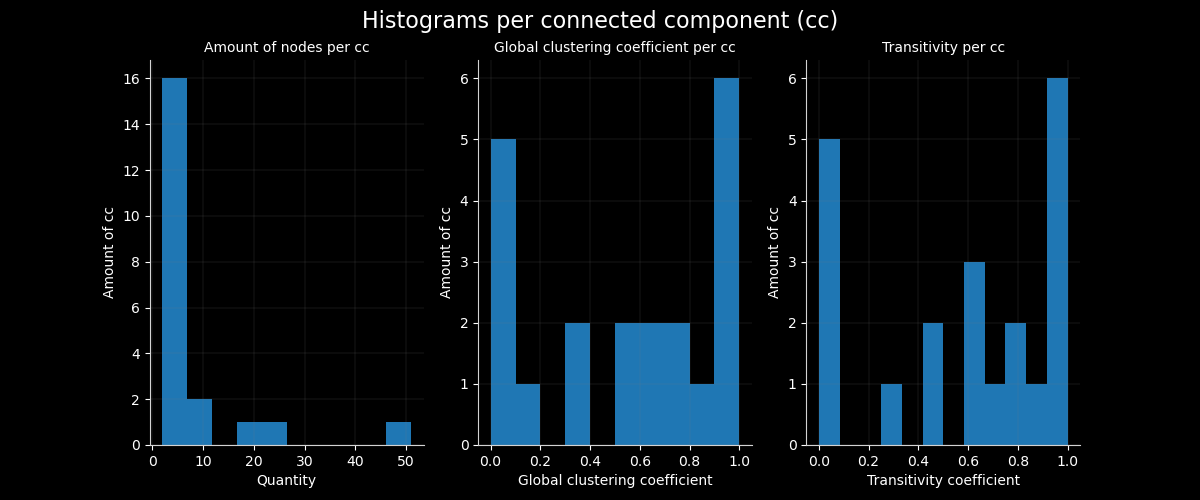 Histograms per connected component (cc)
Amount of nodes per cc
Global clustering coefficient per cc
Transitivity per cc
Amount of cc
16
14
12
10
8
6
4
2
0
0 10 20 30 40 50
Quantity
Amount of cc
6
5
4
3
2
1
0
0.0 0.2 0.4 0.6 0.8 1.0
Global clustering coefficient
Amount of cc
6
5
4
3
2
1
0
0.0 0.2 0.4 0.6 0.8 1.0
Transitivity coefficient